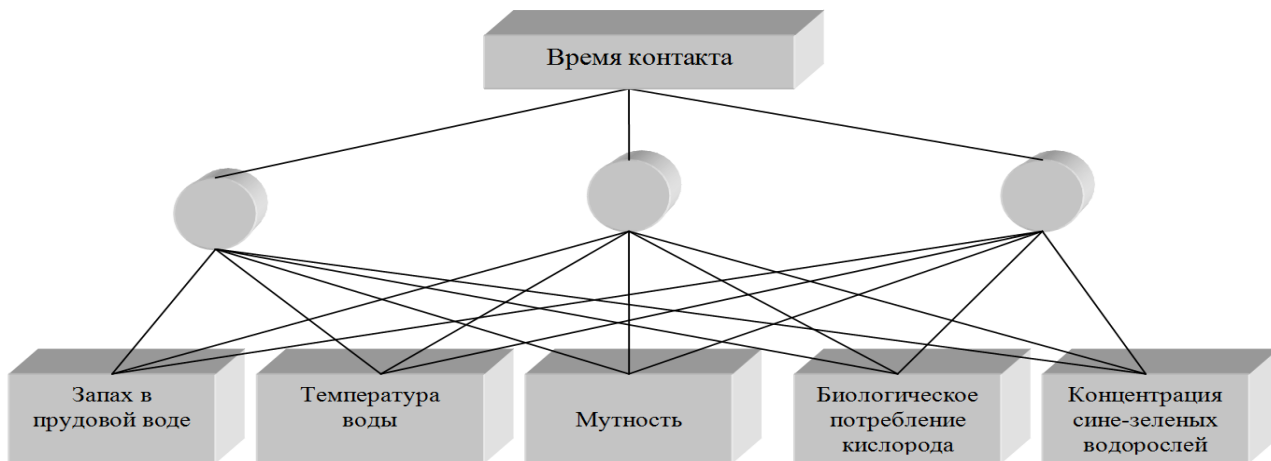 Время контакта
Запах в
прудовой воде
Температура
воды
Мутность
Биологическое
потребление
кислорода
Концентрация
сине-зеленых
водорослей